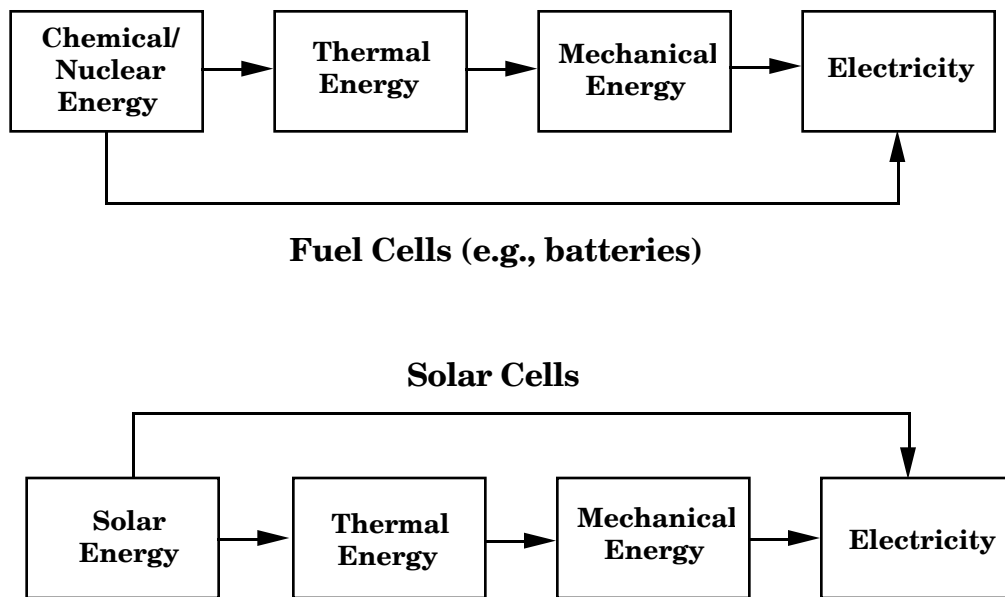 Chemical/
Nuclear
Energy
Thermal
Energy
Mechanical
Energy
Electricity
Fuel Cells (e.g., batteries)
Solar Cells
Solar
Energy
Thermal
Energy
Mechanical
Energy
Electricity